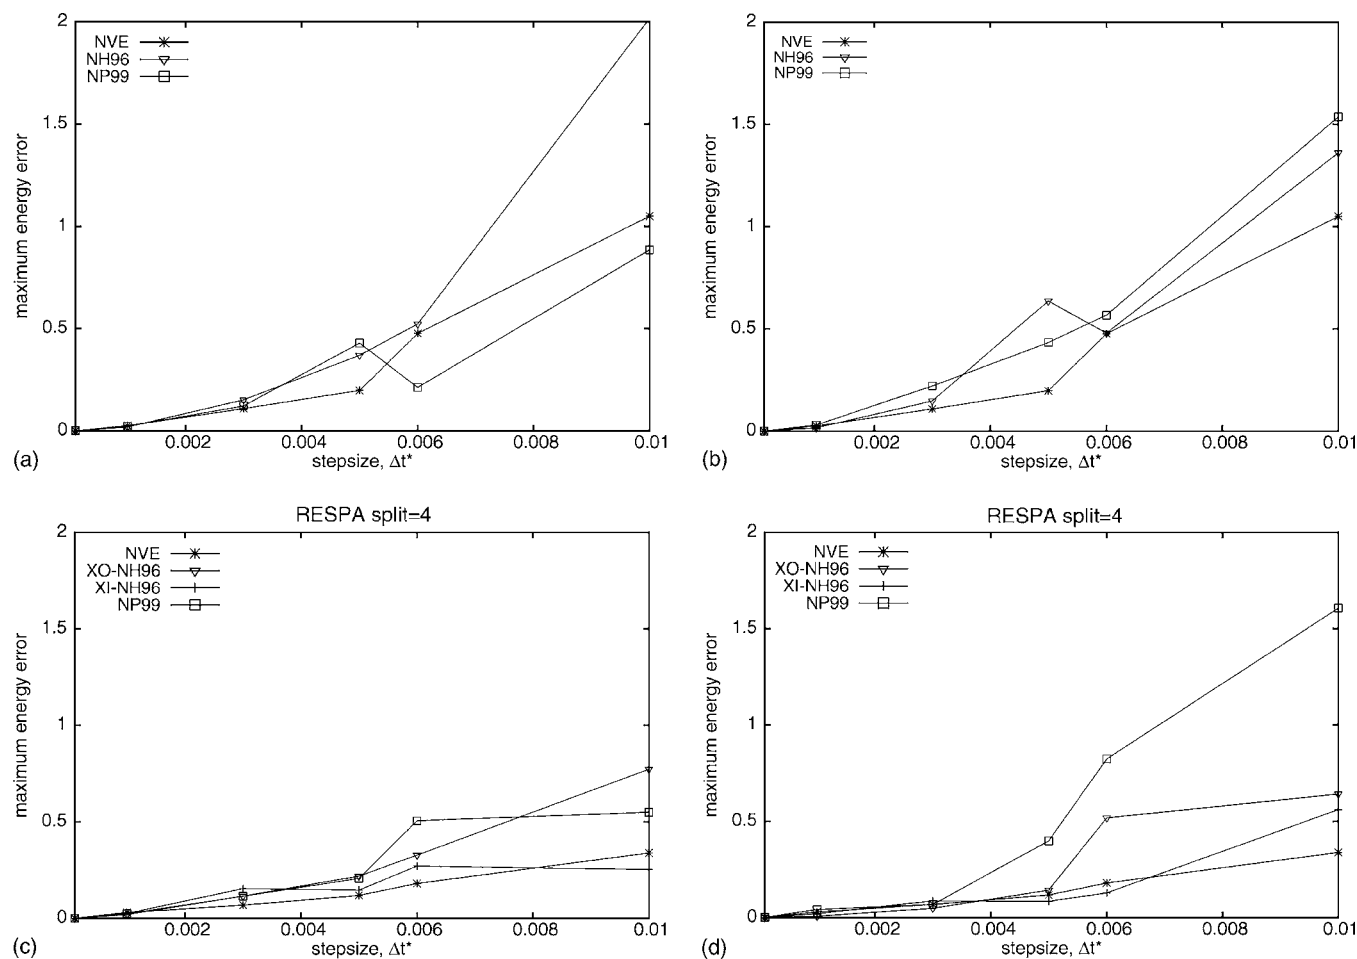 2
1.5
1
0.5
0
maximum energy error
NVE
NH96
NP99
0.002
0.004
0.006
0.008
0.01
(a)
stepsize, Δt*
2
1.5
1
0.5
0
maximum energy error
NVE
NH96
NP99
0.002
0.004
0.006
0.008
0.01
(b)
stepsize, Δt*
RESPA split=4
2
1.5
1
0.5
0
maximum energy error
NVE
XO-NH96
XI-NH96
NP99
0.002
0.004
0.006
0.008
0.01
(c)
stepsize, Δt*
RESPA split=4
2
1.5
1
0.5
0
maximum energy error
NVE
XO-NH96
XI-NH96
NP99
0.002
0.004
0.006
0.008
0.01
(d)
stepsize, Δt*